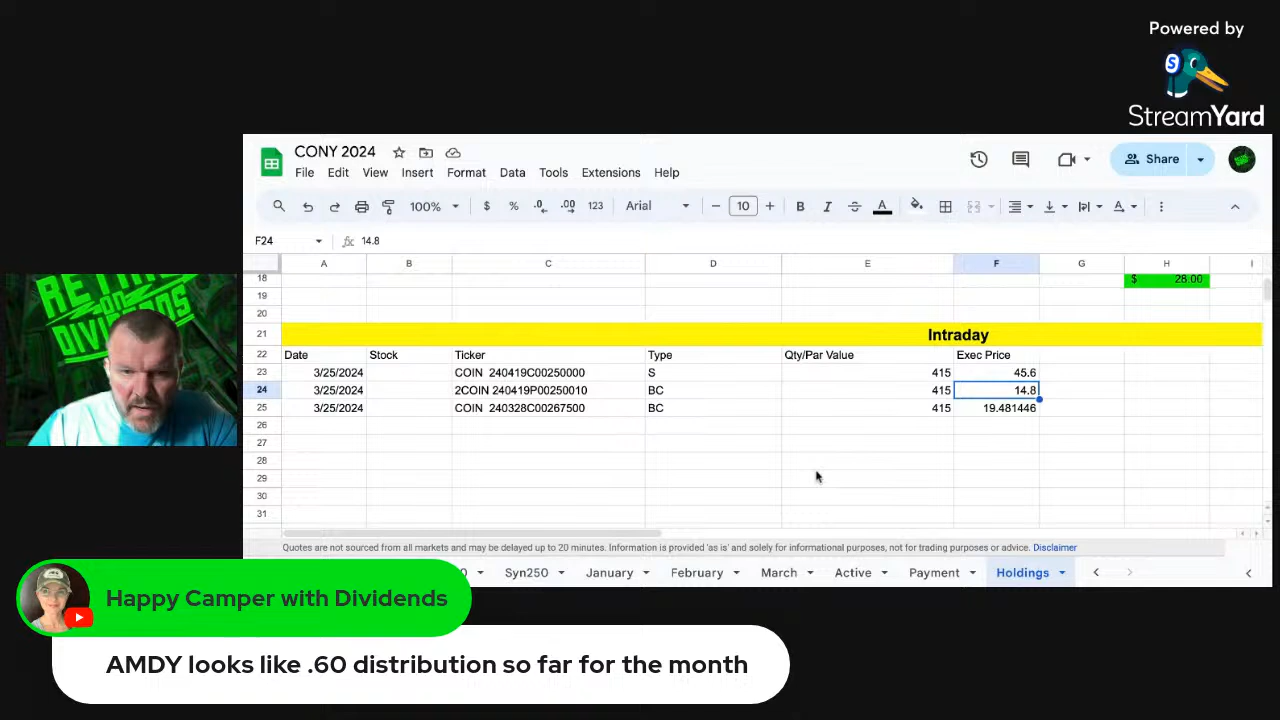 Powered by
StreamYard
CONY 2024
File Edit View Insert Format Data Tools Extensions Help
Share
100% $ % .0 .00 123 Arial − 10 + B I A
F24 fx 14.8
A B C D E F G H I
18 $ 28.00
19
20
21 Intraday
22 Date Stock Ticker Type Qty/Par Value Exec Price
23 3/25/2024 COIN 240419C00250000 S 415 45.6
24 3/25/2024 2COIN 240419P00250010 BC 415 14.8
25 3/25/2024 COIN 240328C00267500 BC 415 19.481446
26
27
28
29
30
31
Quotes are not sourced from all markets and may be delayed up to 20 minutes. Information is provided 'as is' and solely for informational purposes, not for trading purposes or advice. Disclaimer
0 Syn250 January February March Active Payment Holdings
RETIRE
ON
DIVIDENDS
Happy Camper with Dividends
AMDY looks like .60 distribution so far for the month